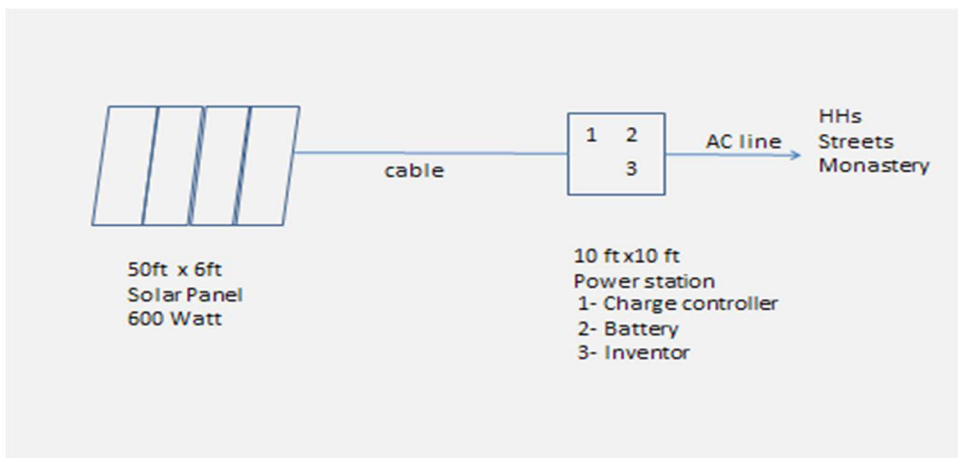 1 2
3
cable
AC line
HHs
Streets
Monastery
50ft x 6ft
Solar Panel
600 Watt
10 ft x10 ft
Power station
1- Charge controller
2- Battery
3- Inventor